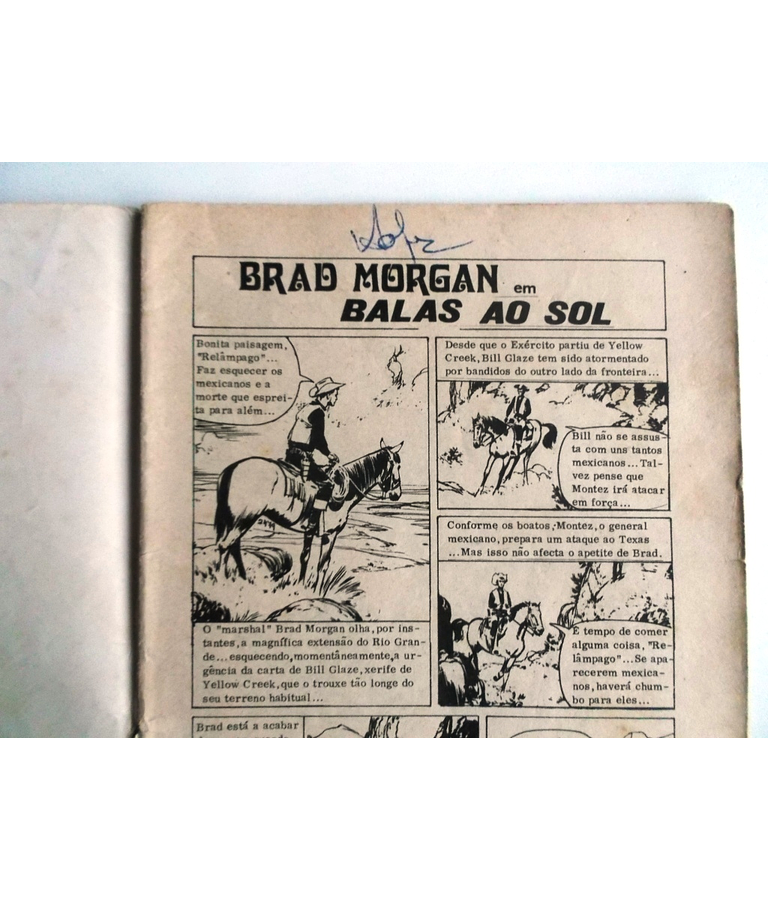 BRAD MORGAN em
BALAS AO SOL
Bonita paisagem,
"Relâmpago"...
Faz esquecer os
mexicanos e a
morte que esprei-
ta para além...
O "marshal" Brad Morgan olha, por ins-
tantes, a magnífica extensão do Rio Gran-
de... esquecendo, momentâneamente, a ur-
gência da carta de Bill Glaze, xerife de
Yellow Creek, que o trouxe tão longe do
seu terreno habitual...
Desde que o Exército partiu de Yellow
Creek, Bill Glaze tem sido atormentado
por bandidos do outro lado da fronteira...
Bill não se assus-
ta com uns tantos
mexicanos... Tal-
vez pense que
Montez irá atacar
em força...
Conforme os boatos, Montez, o general
mexicano, prepara um ataque ao Texas
...Mas isso não afecta o apetite de Brad.
É tempo de comer
alguma coisa, "Re-
lâmpago"... Se apa-
recerem mexica-
nos, haverá chum-
bo para eles...
Brad está a acabar